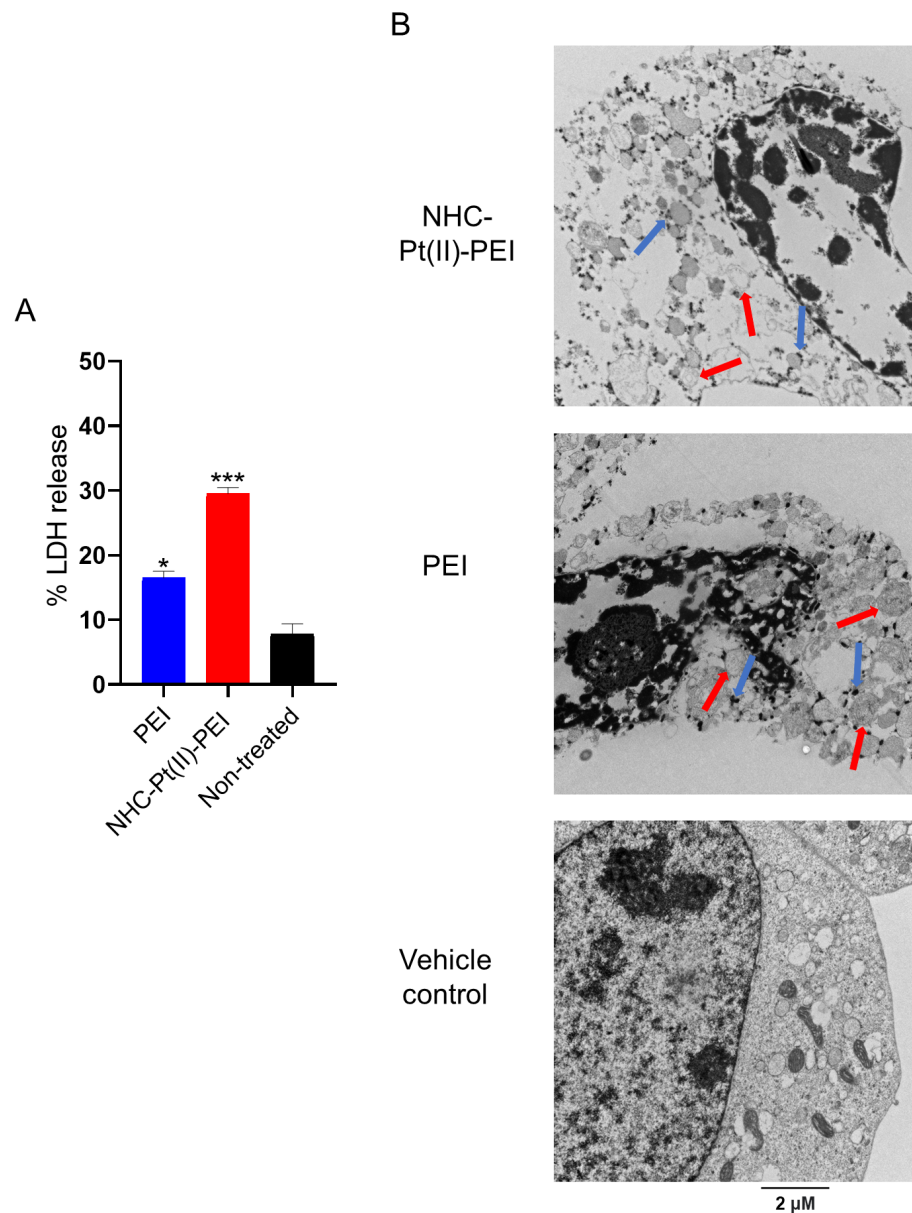 B
NHC-
Pt(II)-PEI
A
50
40
30
20
10
0
% LDH release
*
***
PEI
NHC-Pt(II)-PEI
Non-treated
PEI
Vehicle
control
2 µM